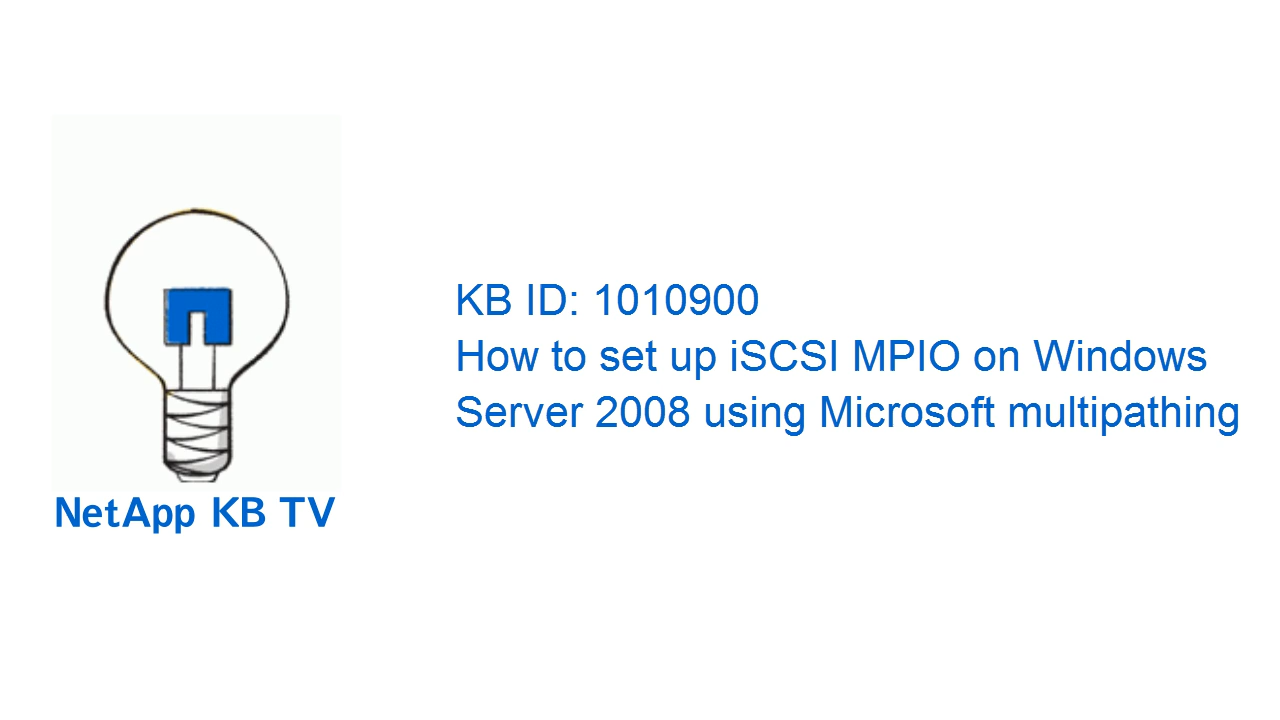 KB ID: 1010900
How to set up iSCSI MPIO on Windows
Server 2008 using Microsoft multipathing
NetApp KB TV